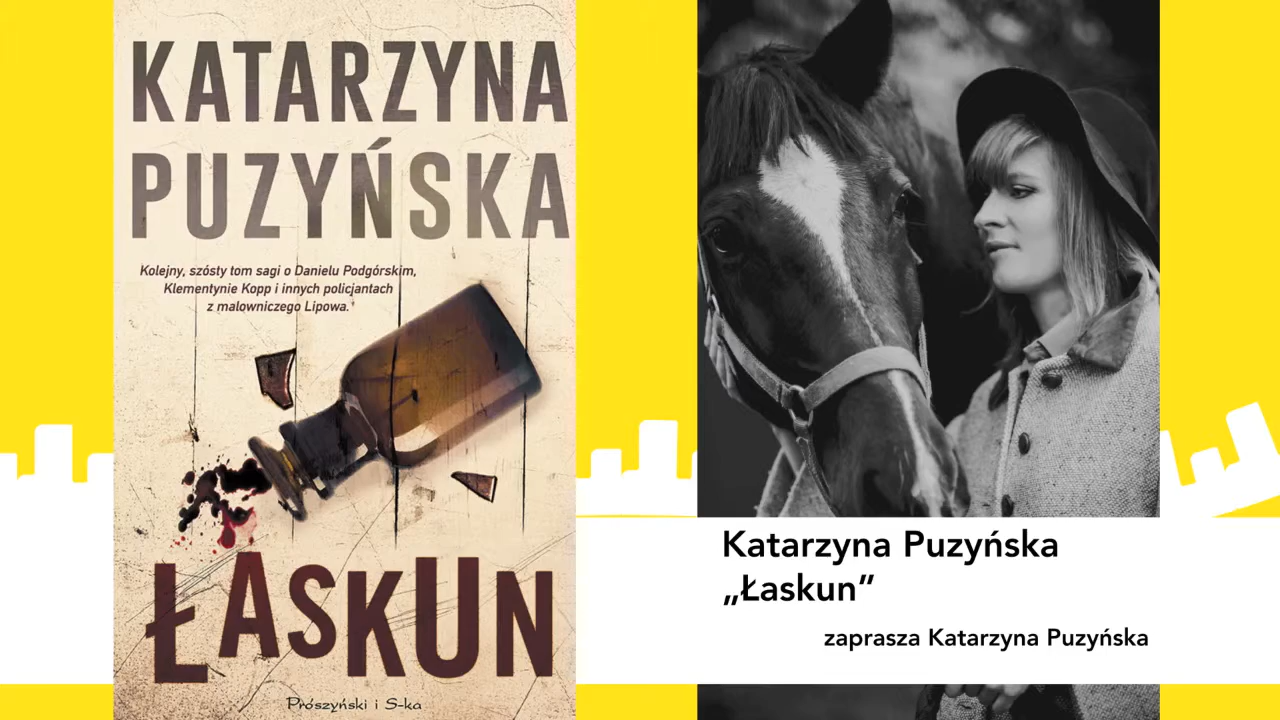 KATARZYNA
PUZYŃSKA
Kolejny, szósty tom sagi o Danielu Podgórskim,
Klementynie Kopp i innych policjantach
z malowniczego Lipowa.
ŁASKUN
Prószyński i S-ka
Katarzyna Puzyńska
„Łaskun”
zaprasza Katarzyna Puzyńska